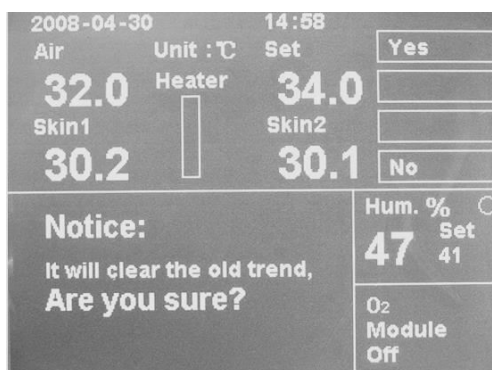 2008-04-30 14:58
Air Unit :℃ Set Yes
32.0 Heater 34.0
Skin1 Skin2
30.2 30.1 No
Notice:
It will clear the old trend,
Are you sure?
Hum. %
47 Set
41
O₂
Module
Off